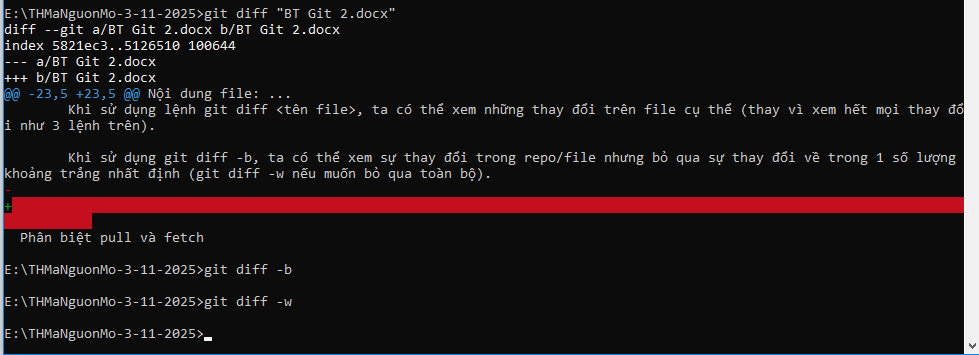 E:\THMaNguonMo-3-11-2025>git diff "BT Git 2.docx"
diff --git a/BT Git 2.docx b/BT Git 2.docx
index 5821ec3..5126510 100644
--- a/BT Git 2.docx
+++ b/BT Git 2.docx
@@ -23,5 +23,5 @@ Nội dung file: ...
Khi sử dụng lệnh git diff <tên file>, ta có thể xem những thay đổi trên file cụ thể (thay vì xem hết mọi thay đổ
i như 3 lệnh trên).
Khi sử dụng git diff -b, ta có thể xem sự thay đổi trong repo/file nhưng bỏ qua sự thay đổi về trong 1 số lượng
khoảng trắng nhất định (git diff -w nếu muốn bỏ qua toàn bộ).
-
+
Phân biệt pull và fetch
E:\THMaNguonMo-3-11-2025>git diff -b
E:\THMaNguonMo-3-11-2025>git diff -w
E:\THMaNguonMo-3-11-2025>